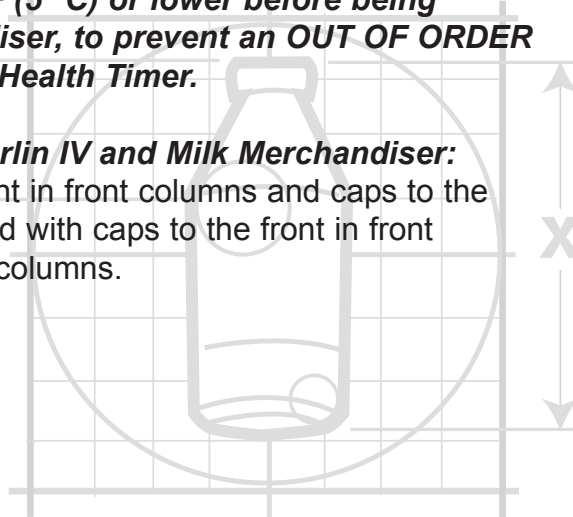 (5° C) or lower before being
iser, to prevent an OUT OF ORDER
Health Timer.
rlin IV and Milk Merchandiser:
nt in front columns and caps to the
d with caps to the front in front
columns.
X